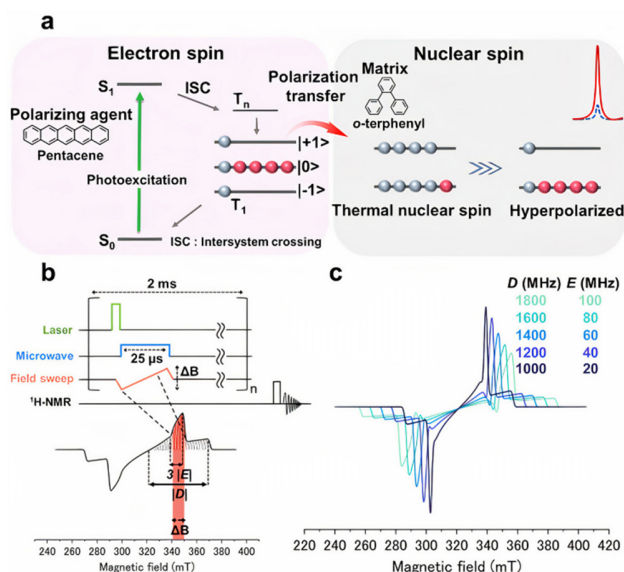 a
Electron spin
Nuclear spin
S1
ISC
Tn
Polarization
transfer
Matrix
o-terphenyl
Polarizing agent
Pentacene
|+1>
|0>
|-1>
Photoexcitation
T1
Thermal nuclear spin
Hyperpolarized
S0
ISC : Intersystem crossing
b
2 ms
Laser
Microwave
25 µs
Field sweep
ΔB
n
¹H-NMR
3 |E|
|D|
ΔB
240 260 280 300 320 340 360 380 400
Magnetic field (mT)
c
D (MHz) E (MHz)
1800 100
1600 80
1400 60
1200 40
1000 20
220 240 260 280 300 320 340 360 380 400 420
Magnetic field (mT)